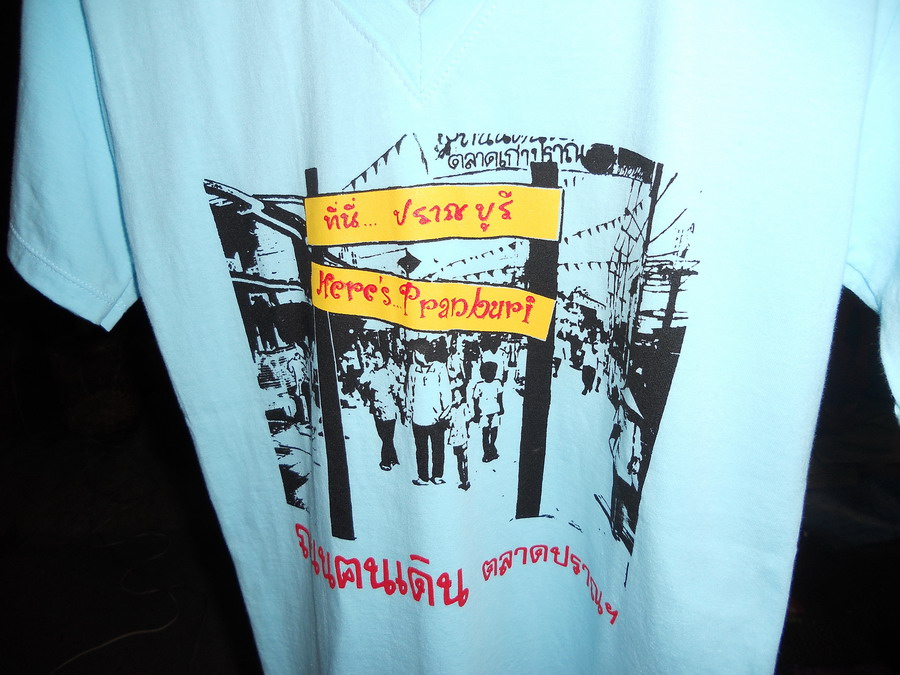 ตลาดเก่าปราณ
ที่นี่... ปราณบุรี
Here's.. Pranburi
ถนนคนเดิน ตลาดปราณฯ